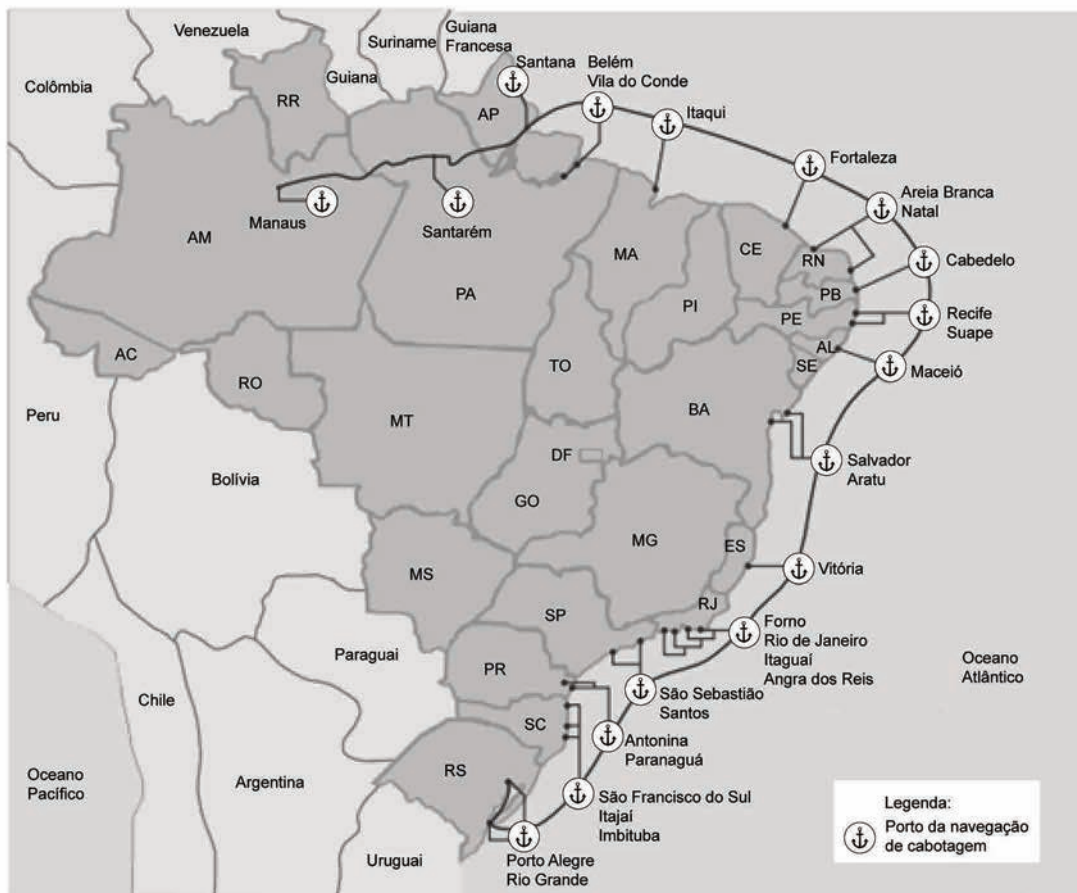 Venezuela
Suriname
Guiana
Francesa
Santana
Belém
Vila do Conde
Colômbia
Guiana
RR
AP
Itaqui
Fortaleza
Areia Branca
Natal
Manaus
Santarém
AM
PA
MA
CE
RN
Cabedelo
PB
PI
PE
Recife
Suape
AC
RO
TO
AL
SE
Maceió
Peru
MT
BA
Bolívia
DF
GO
Salvador
Aratu
MG
ES
Vitória
MS
SP
RJ
Forno
Rio de Janeiro
Itaguaí
Angra dos Reis
Paraguai
PR
Oceano
Atlântico
São Sebastião
Santos
Chile
SC
Antonina
Paranaguá
RS
Oceano
Pacífico
Argentina
São Francisco do Sul
Itajaí
Imbituba
Legenda:
Porto da navegação
de cabotagem
Uruguai
Porto Alegre
Rio Grande